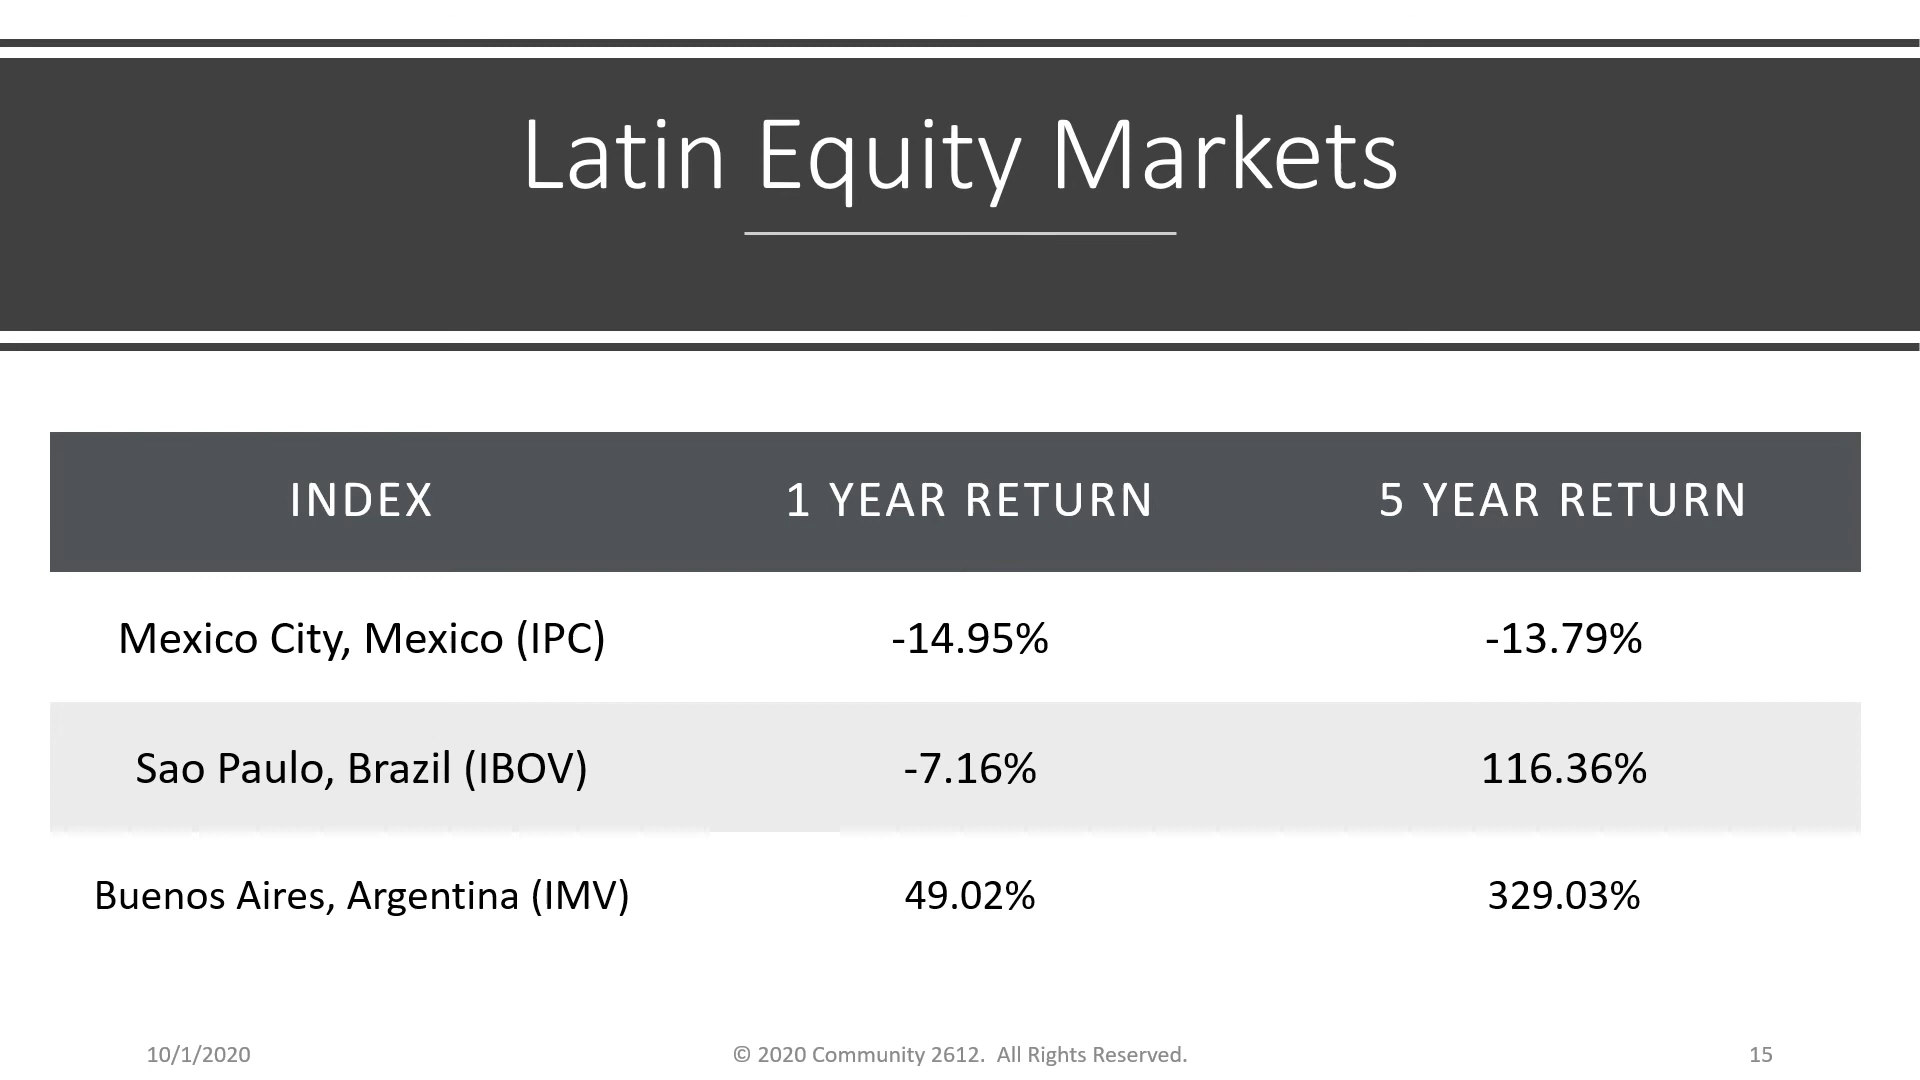 Latin Equity Markets
INDEX 1 YEAR RETURN 5 YEAR RETURN
Mexico City, Mexico (IPC) -14.95% -13.79%
Sao Paulo, Brazil (IBOV) -7.16% 116.36%
Buenos Aires, Argentina (IMV) 49.02% 329.03%
10/1/2020 © 2020 Community 2612. All Rights Reserved. 15